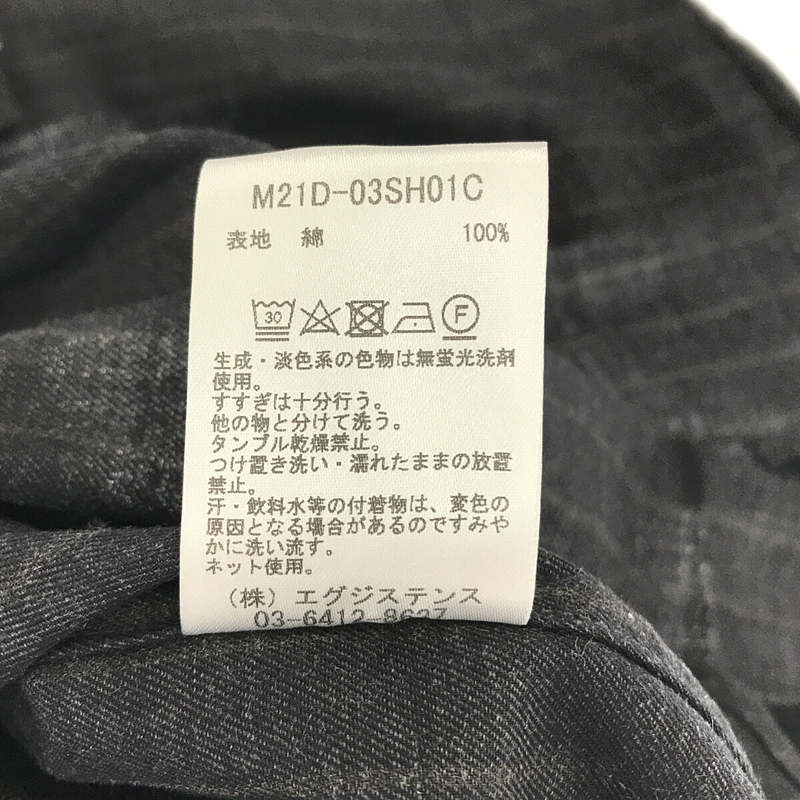 M21D-03SH01C
表地 綿 100%
30 F
生成・淡色系の色物は無蛍光洗剤
使用。
すすぎは十分行う。
他の物と分けて洗う。
タンブル乾燥禁止。
つけ置き洗い・濡れたままの放置
禁止。
汗・飲料水等の付着物は、変色の
原因となる場合があるのですみや
かに洗い流す。
ネット使用。
(株) エグジステンス
03-6412-8637